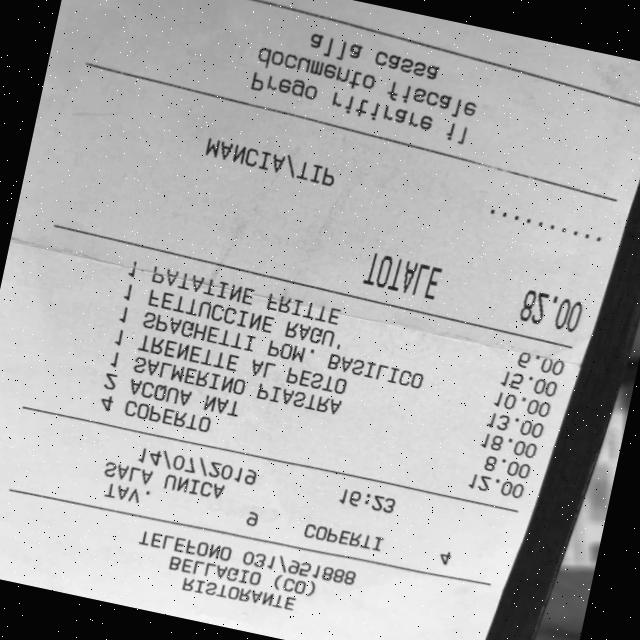 RISTORANTE
BELLAGIO (CO)
TELEFONO 031/951888
TAV. 9 COPERTI 4
SALA UNICA
14/07/2019 16:23
4 COPERTO 12.00
2 ACQUA NAT 8.00
1 SALMERINO PIASTRA 18.00
1 TRENETTE AL PESTO 13.00
1 SPAGHETTI POM. BASILICO 10.00
1 FETTUCCINE RAGU' 15.00
1 PATATINE FRITTE 6.00
TOTALE 82.00
MANCIA/TIP ...........
Prego ritirare il
documento fiscale
alla cassa